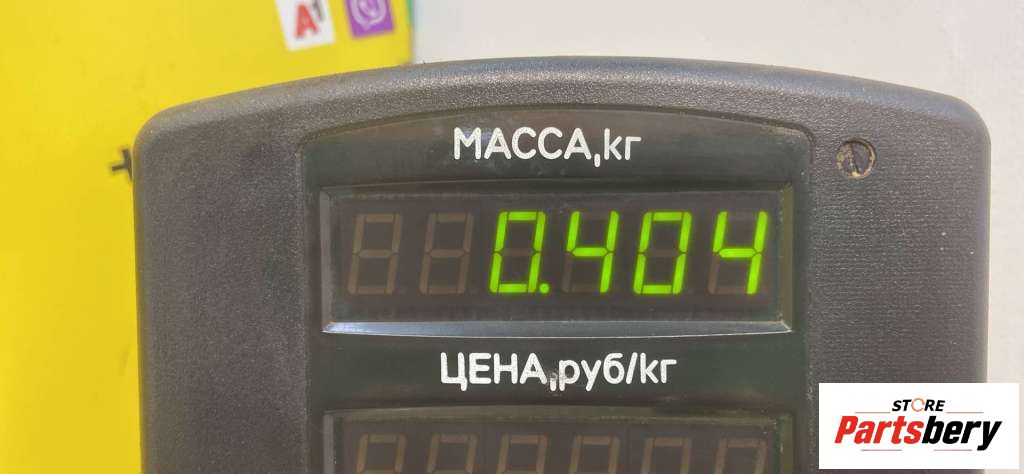 МАССА,кг
0.404
ЦЕНА,руб/кг
STORE
Partsbery